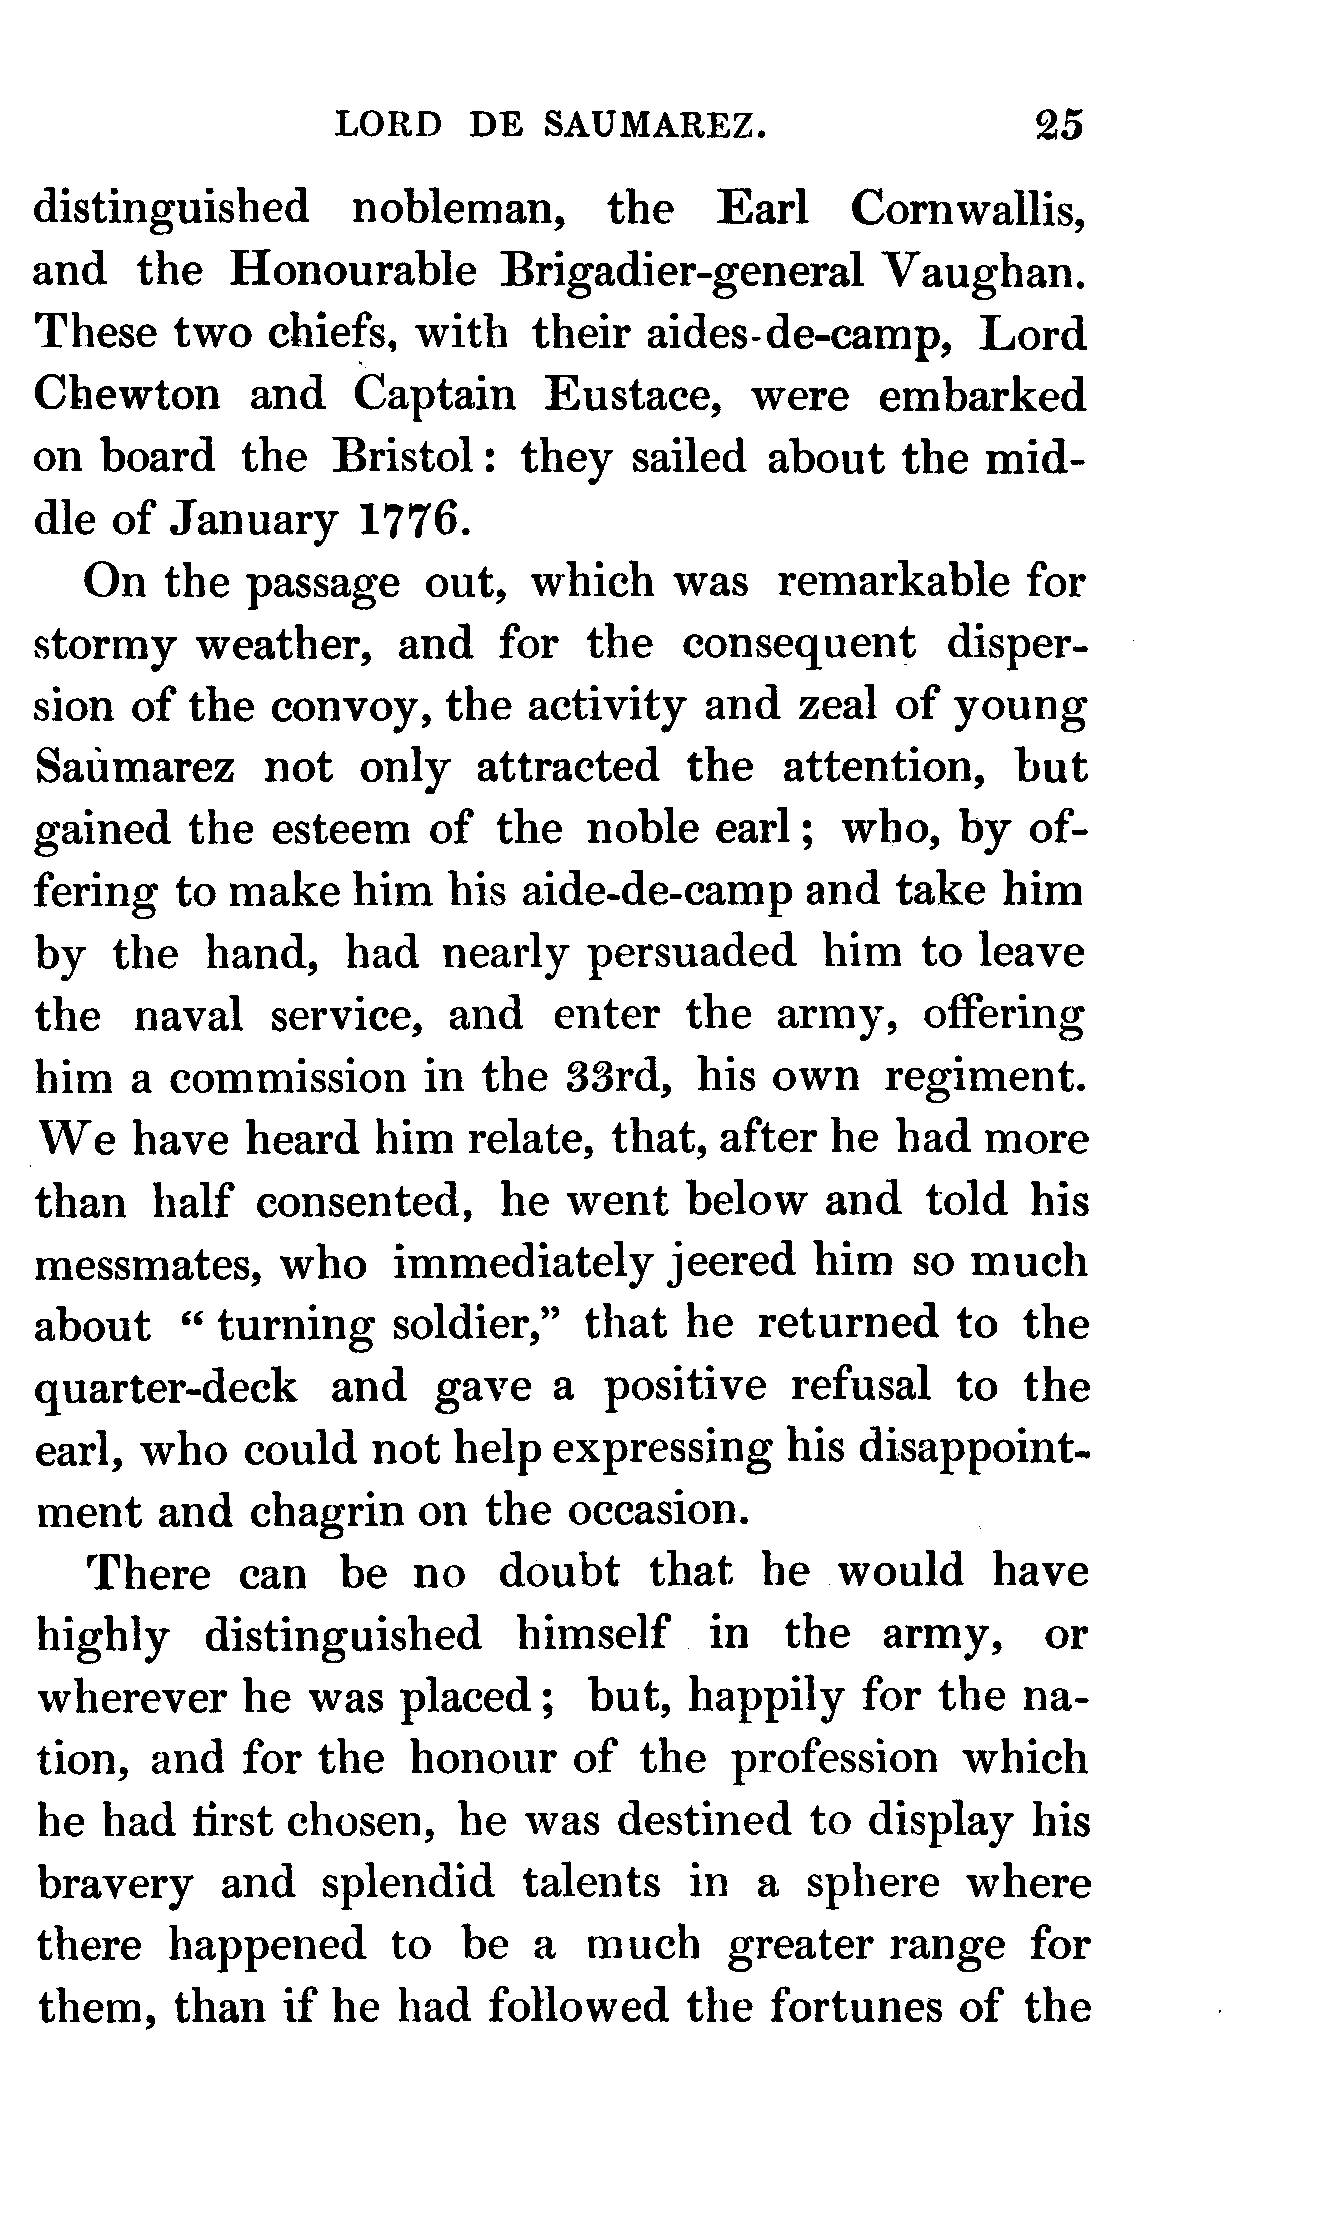 LORD DE SAUMAREZ. 25
distinguished nobleman, the Earl Cornwallis,
and the Honourable Brigadier-general Vaughan.
These two chiefs, with their aides-de-camp, Lord
Chewton and Captain Eustace, were embarked
on board the Bristol: they sailed about the mid-
dle of January 1776.
On the passage out, which was remarkable for
stormy weather, and for the consequent disper-
sion of the convoy, the activity and zeal of young
Saumarez not only attracted the attention, but
gained the esteem of the noble earl; who, by of-
fering to make him his aide-de-camp and take him
by the hand, had nearly persuaded him to leave
the naval service, and enter the army, offering
him a commission in the 33rd, his own regiment.
We have heard him relate, that, after he had more
than half consented, he went below and told his
messmates, who immediately jeered him so much
about “turning soldier,” that he returned to the
quarter-deck and gave a positive refusal to the
earl, who could not help expressing his disappoint-
ment and chagrin on the occasion.
There can be no doubt that he would have
highly distinguished himself in the army, or
wherever he was placed; but, happily for the na-
tion, and for the honour of the profession which
he had first chosen, he was destined to display his
bravery and splendid talents in a sphere where
there happened to be a much greater range for
them, than if he had followed the fortunes of the